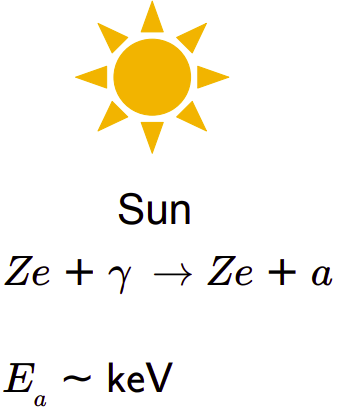 Sun
Ze + γ → Ze + a
E_a ~ keV